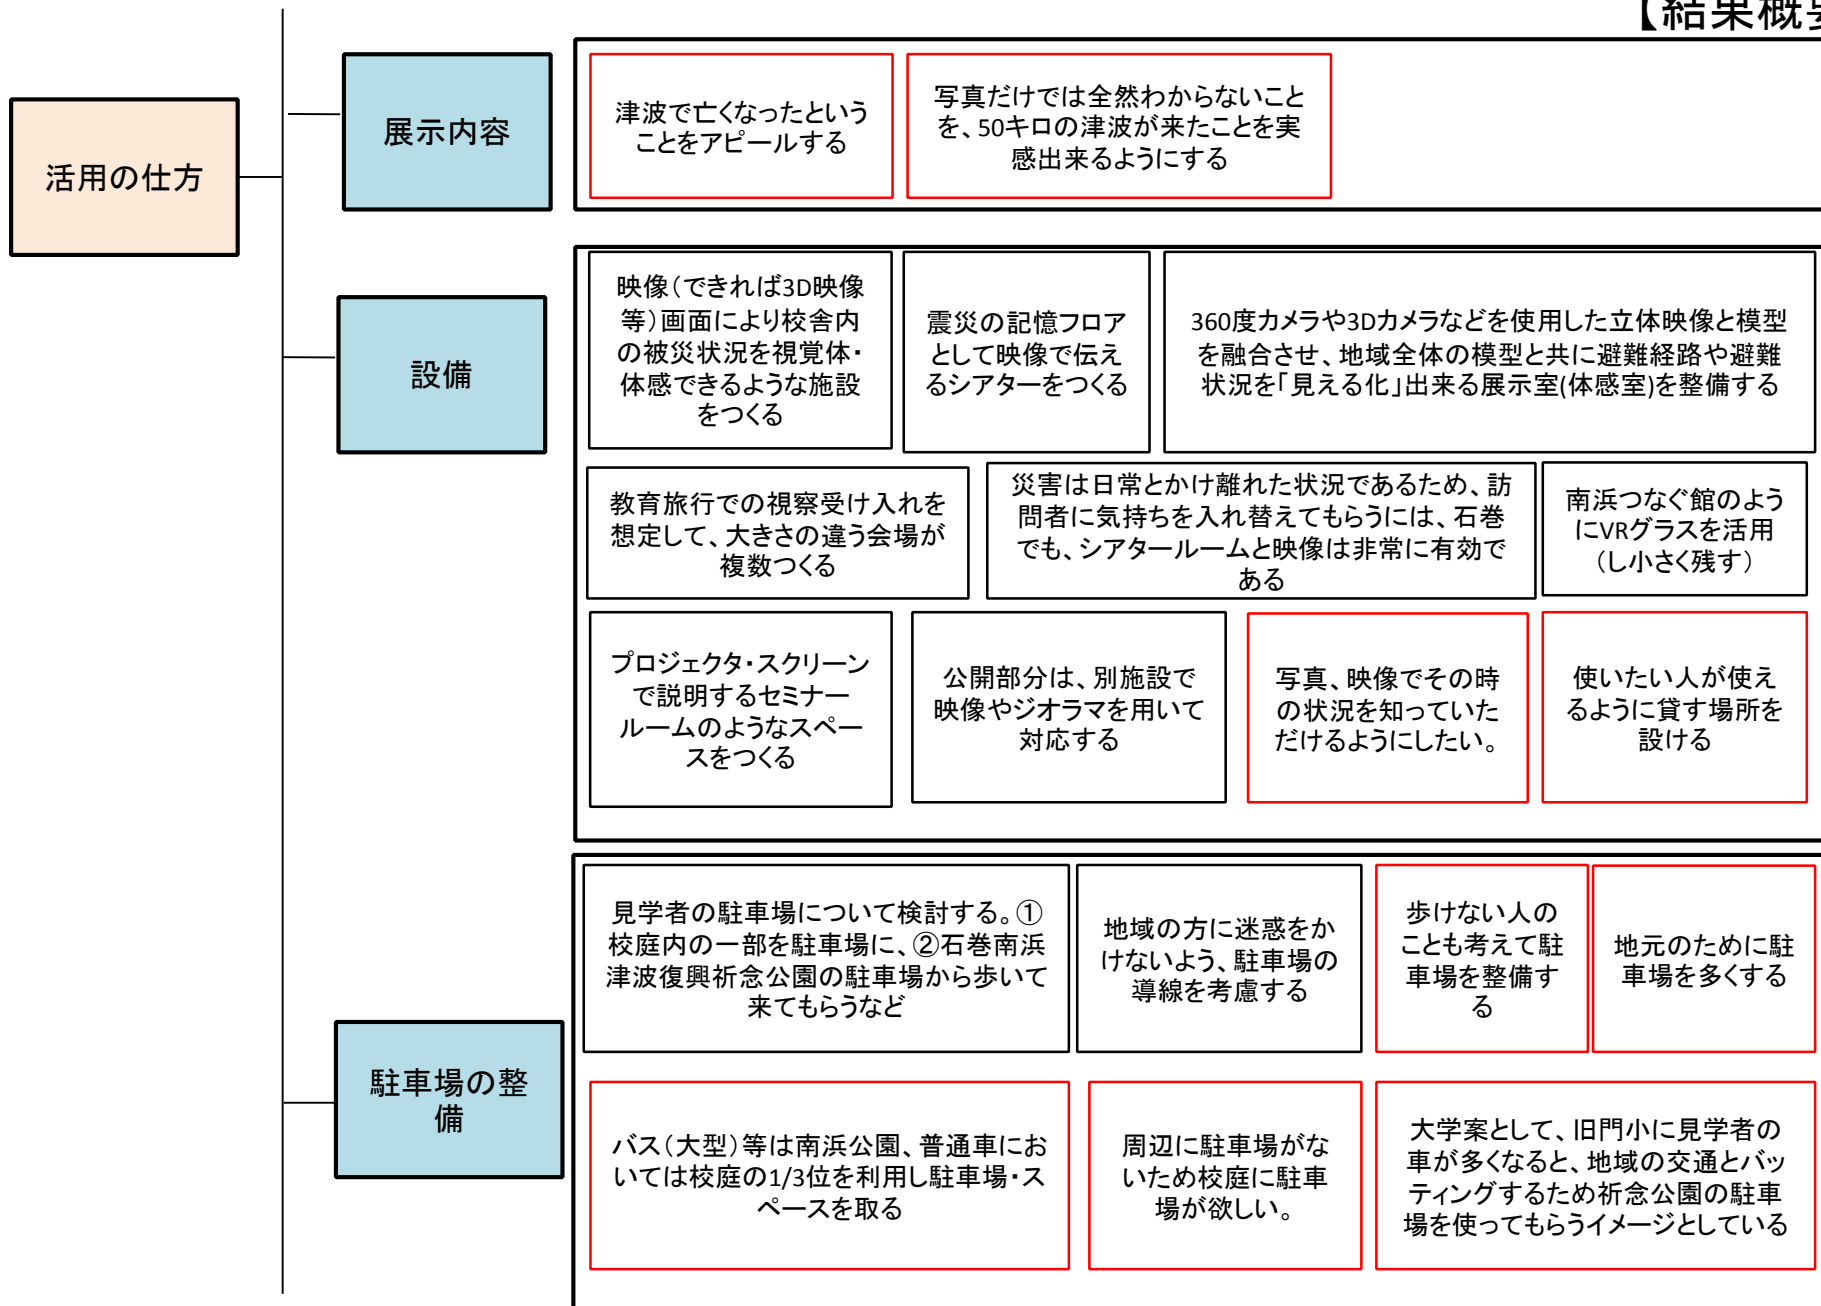 【結果概要
活用の仕方
展示内容
津波で亡くなったという
ことをアピールする
写真だけでは全然わからないこと
を、50キロの津波が来たことを実
感出来るようにする
設備
映像（できれば3D映像
等）画面により校舎内
の被災状況を視覚体・
体感できるような施設
をつくる
震災の記憶フロア
として映像で伝え
るシアターをつくる
360度カメラや3Dカメラなどを使用した立体映像と模型
を融合させ、地域全体の模型と共に避難経路や避難
状況を「見える化」出来る展示室(体感室)を整備する
教育旅行での視察受け入れを
想定して、大きさの違う会場が
複数つくる
災害は日常とかけ離れた状況であるため、訪
問者に気持ちを入れ替えてもらうには、石巻
でも、シアタールームと映像は非常に有効で
ある
南浜つなぐ館のよう
にVRグラスを活用
（し小さく残す）
プロジェクタ・スクリーン
で説明するセミナー
ルームのようなスペー
スをつくる
公開部分は、別施設で
映像やジオラマを用いて
対応する
写真、映像でその時
の状況を知っていた
だけるようにしたい。
使いたい人が使え
るように貸す場所を
設ける
駐車場の整
備
見学者の駐車場について検討する。①
校庭内の一部を駐車場に、②石巻南浜
津波復興祈念公園の駐車場から歩いて
来てもらうなど
地域の方に迷惑をか
けないよう、駐車場の
導線を考慮する
歩けない人の
ことも考えて駐
車場を整備す
る
地元のために駐
車場を多くする
バス（大型）等は南浜公園、普通車にお
いては校庭の1/3位を利用し駐車場・ス
ペースを取る
周辺に駐車場がな
いため校庭に駐車
場が欲しい。
大学案として、旧門小に見学者の
車が多くなると、地域の交通とバッ
ティングするため祈念公園の駐車
場を使ってもらうイメージとしている